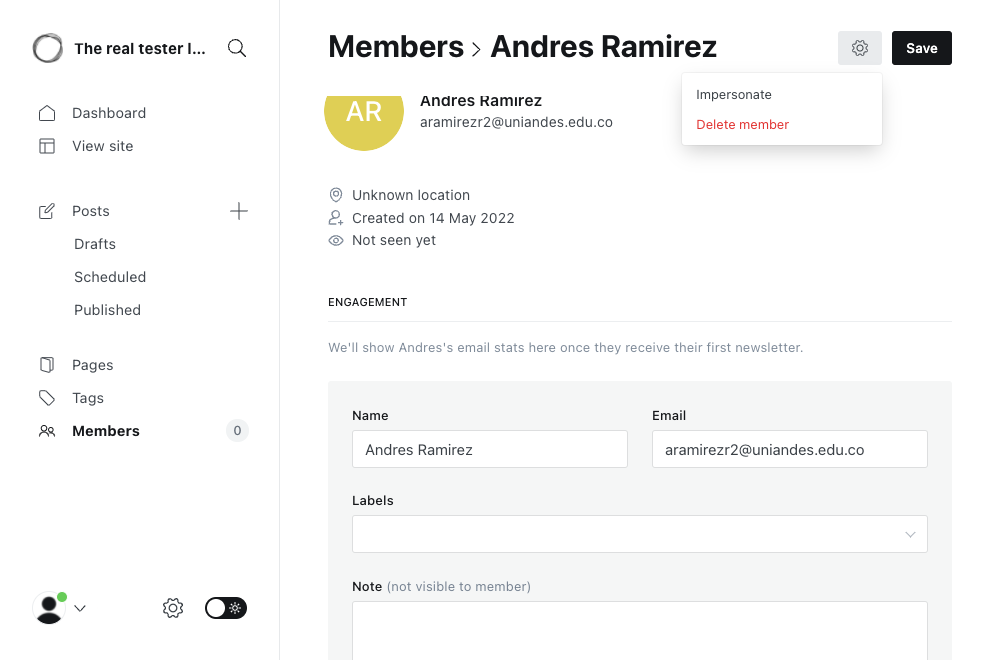 The real tester l...
Dashboard
View site
Posts
Drafts
Scheduled
Published
Pages
Tags
Members 0
Members > Andres Ramirez
Save
Impersonate
Delete member
AR
Andres Ramirez
aramirezr2@uniandes.edu.co
Unknown location
Created on 14 May 2022
Not seen yet
ENGAGEMENT
We'll show Andres's email stats here once they receive their first newsletter.
Name
Andres Ramirez
Email
aramirezr2@uniandes.edu.co
Labels
Note (not visible to member)